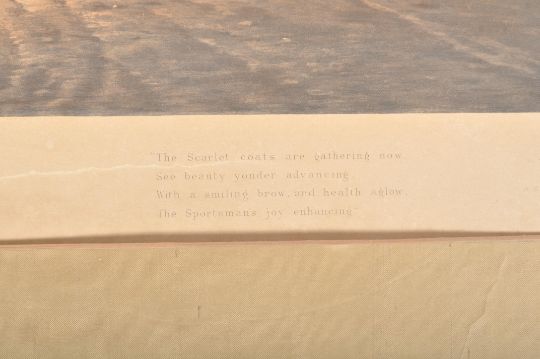 "The Scarlet coats are gathering now,
See beauty yonder advancing,
With a smiling brow, and health aglow,
The Sportsmans joy enhancing."